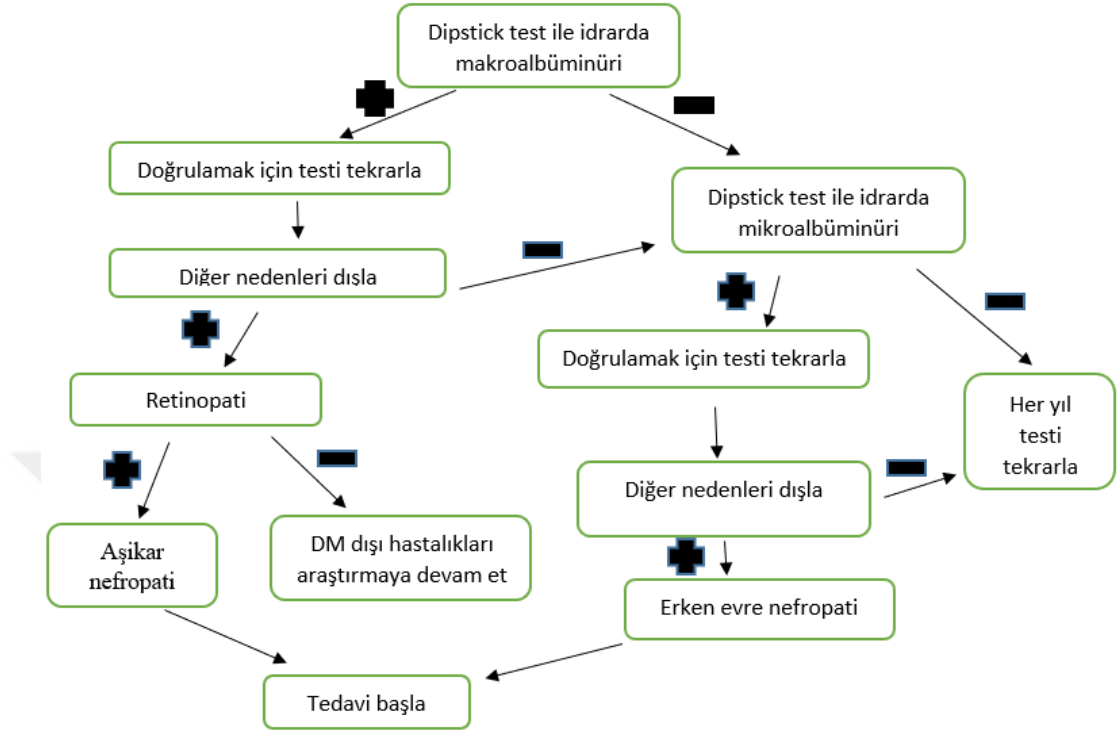 Dipstick test ile idrarda
makroalbüminüri
Doğrulamak için testi tekrarla
Dipstick test ile idrarda
mikroalbüminüri
Diğer nedenleri dışla
Doğrulamak için testi tekrarla
Retinopati
Her yıl
testi
tekrarla
Diğer nedenleri dışla
Aşikar
nefropati
DM dışı hastalıkları
araştırmaya devam et
Erken evre nefropati
Tedavi başla